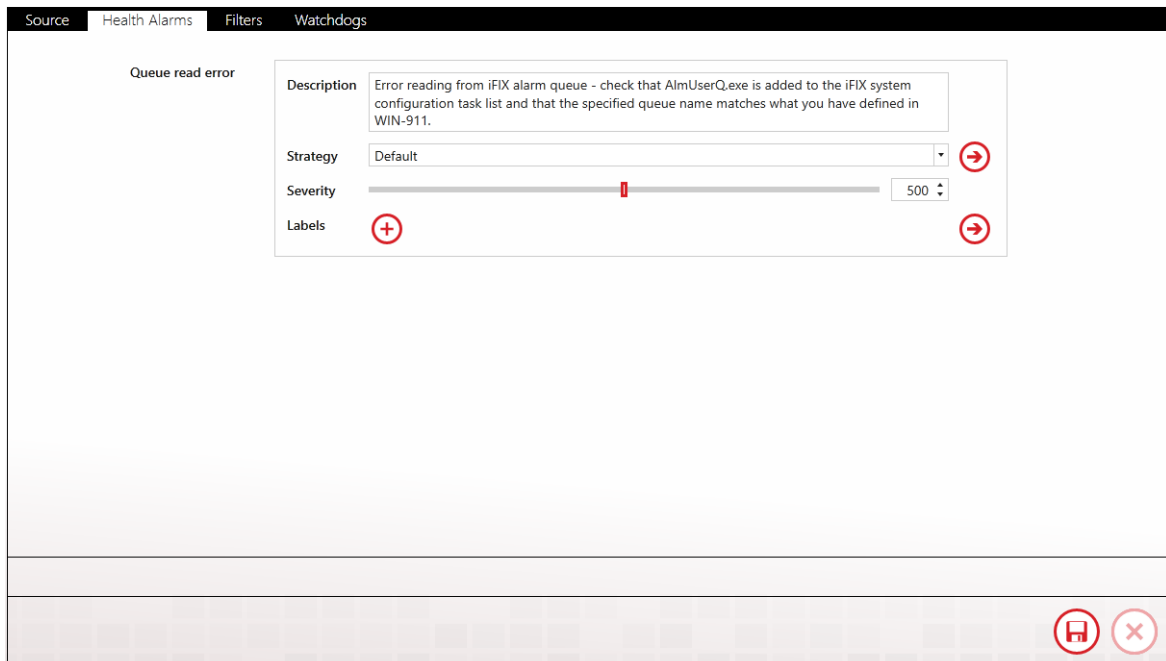 Source Health Alarms Filters Watchdogs
Queue read error
Description Error reading from iFIX alarm queue - check that AlmUserQ.exe is added to the iFIX system
configuration task list and that the specified queue name matches what you have defined in
WIN-911.
Strategy Default
Severity 500
Labels